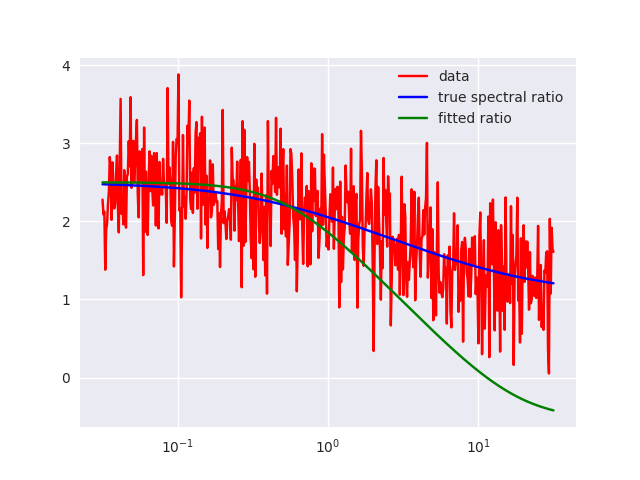 4
3
2
1
0
data
true spectral ratio
fitted ratio
10⁻¹ 10⁰ 10¹